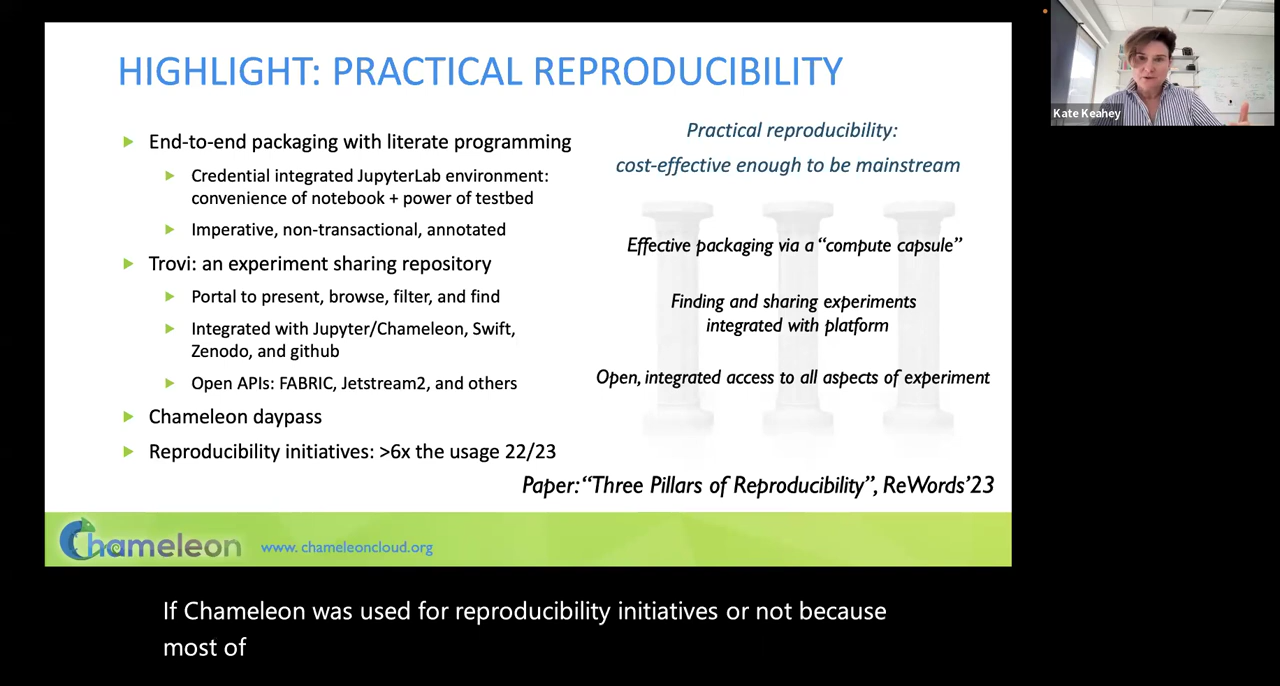 HIGHLIGHT: PRACTICAL REPRODUCIBILITY
End-to-end packaging with literate programming
Credential integrated JupyterLab environment:
convenience of notebook + power of testbed
Imperative, non-transactional, annotated
Trovi: an experiment sharing repository
Portal to present, browse, filter, and find
Integrated with Jupyter/Chameleon, Swift,
Zenodo, and github
Open APIs: FABRIC, Jetstream2, and others
Chameleon daypass
Reproducibility initiatives: >6x the usage 22/23
Practical reproducibility:
cost-effective enough to be mainstream
Effective packaging via a “compute capsule”
Finding and sharing experiments
integrated with platform
Open, integrated access to all aspects of experiment
Paper: “Three Pillars of Reproducibility”, ReWords’23
Chameleon
www. chameleoncloud.org
Kate Keahey
If Chameleon was used for reproducibility initiatives or not because
most of